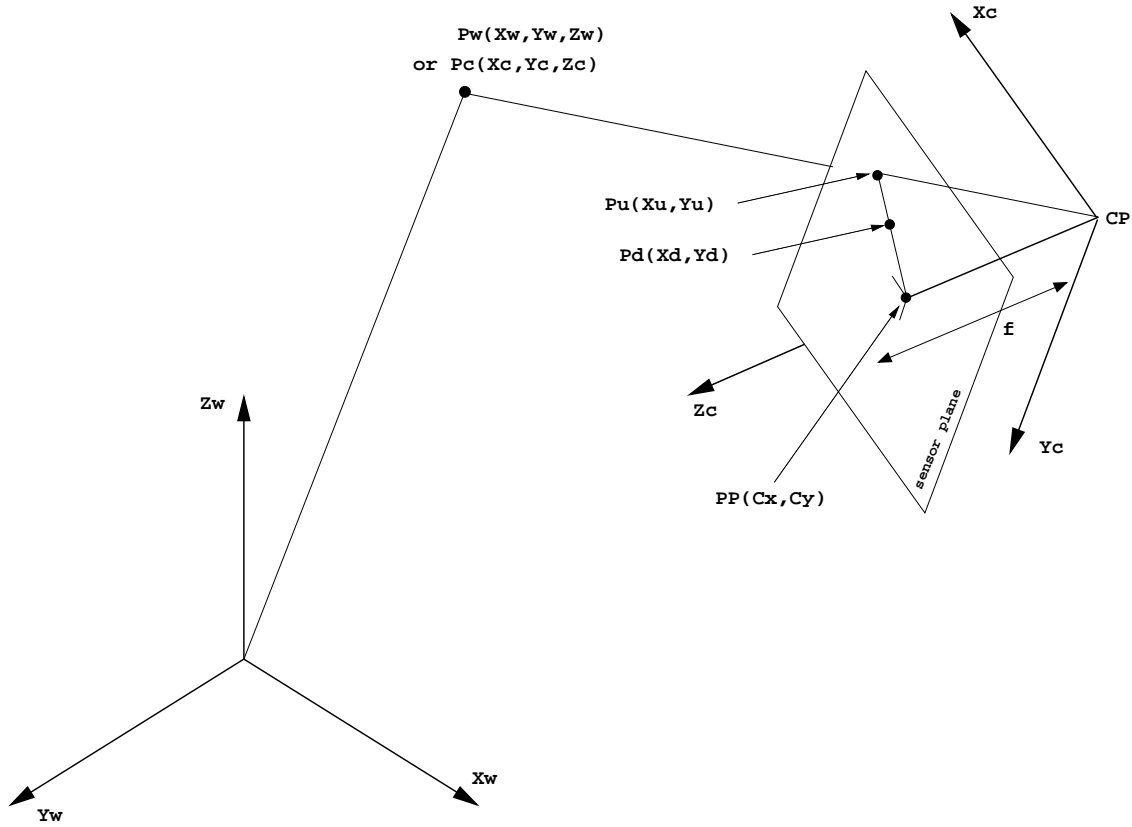 Xc
Pw(Xw,Yw,Zw)
or Pc(Xc,Yc,Zc)
Pu(Xu,Yu)
CP
Pd(Xd,Yd)
f
Zc
Zw
sensor plane
Yc
PP(Cx,Cy)
Xw
Yw